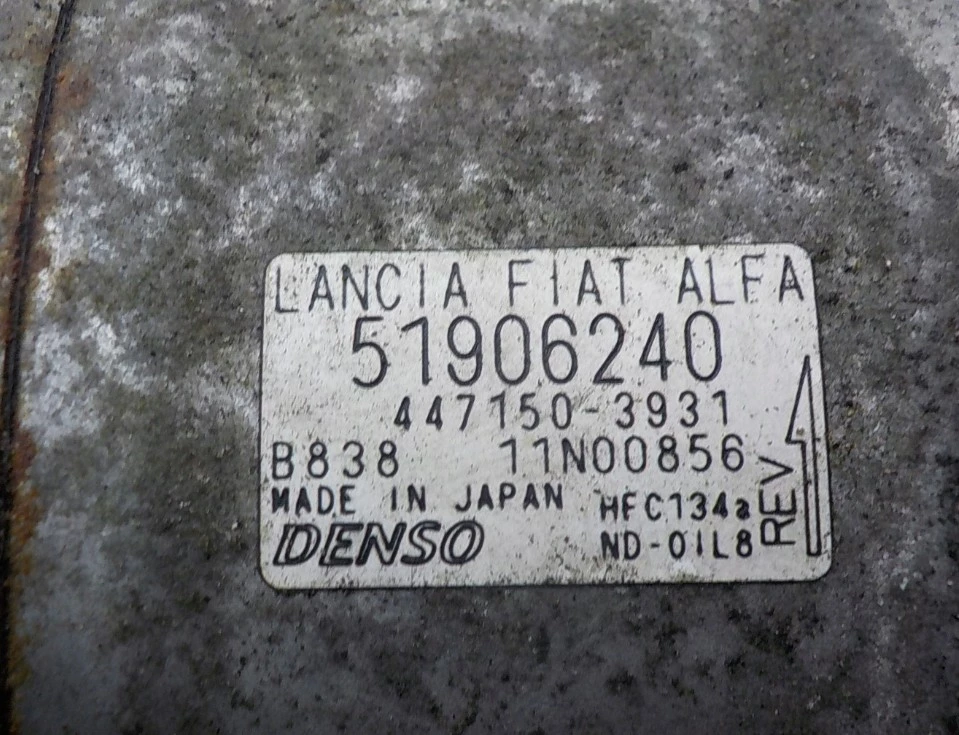 LANCIA FIAT ALFA
51906240
447150-3931
B838 11N00856
MADE IN JAPAN HFC134a
DENSO ND-OIL8
REV